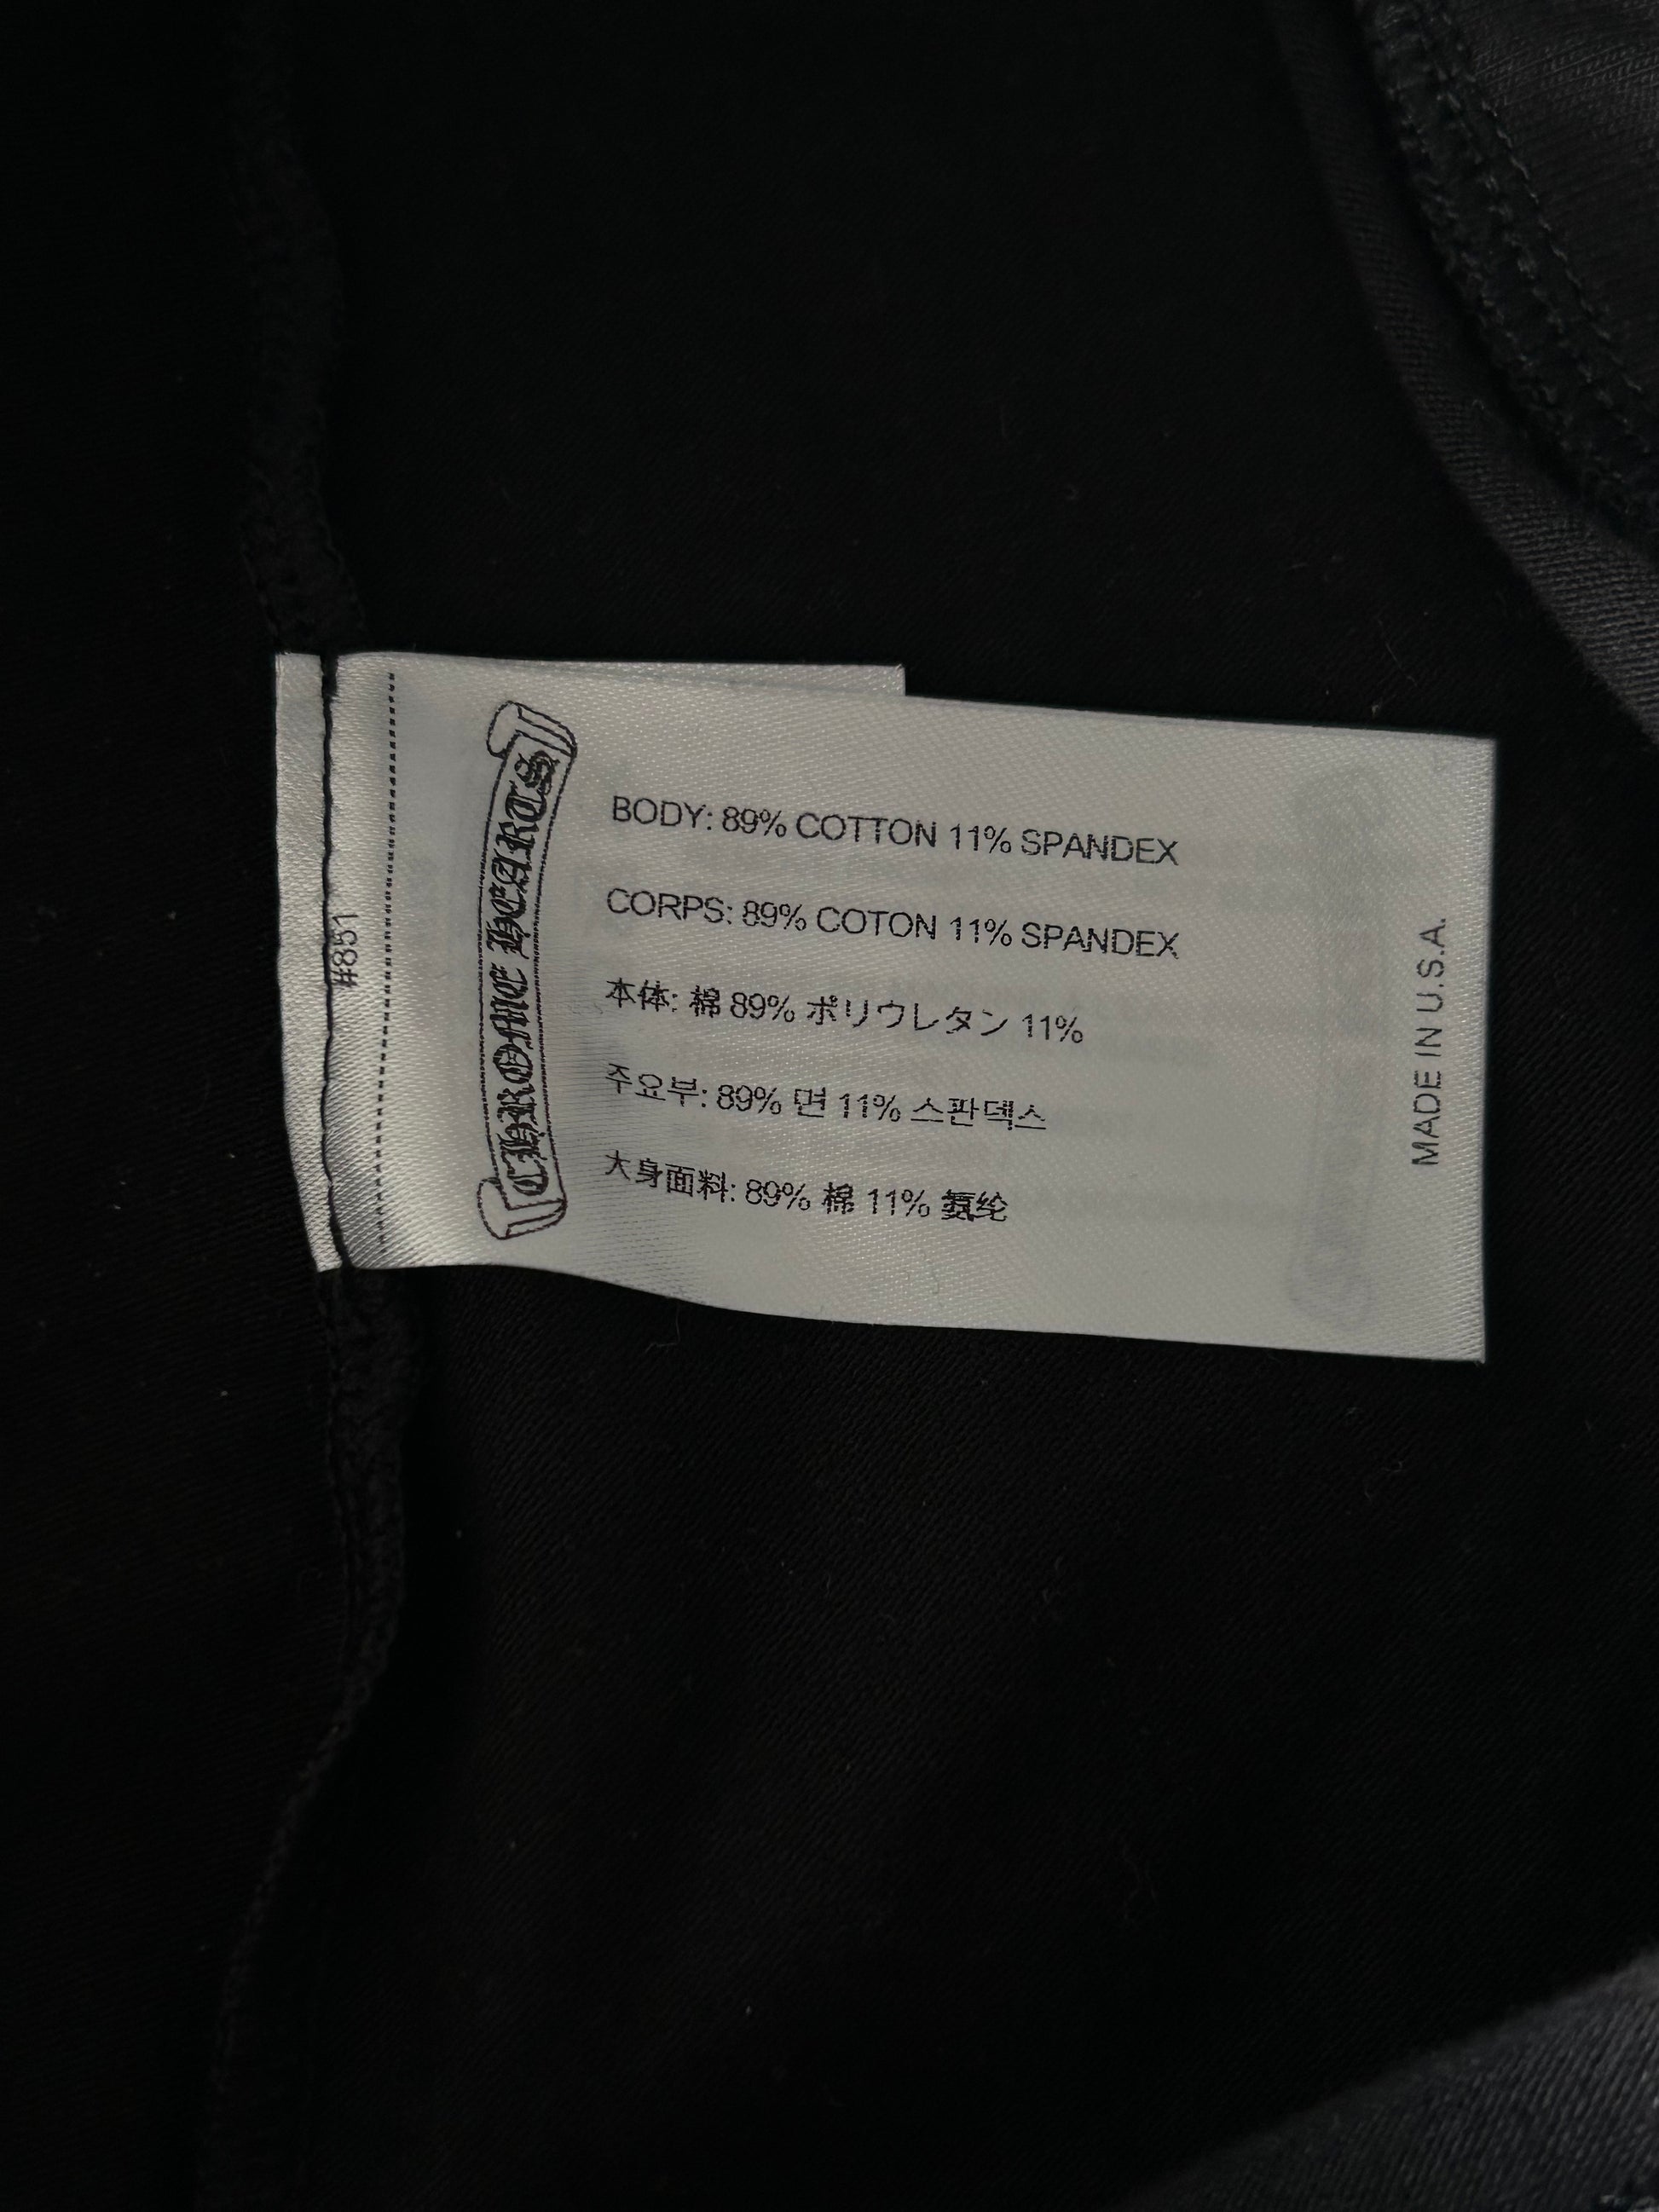 #851
CHROME HEARTS
BODY: 89% COTTON 11% SPANDEX
CORPS: 89% COTON 11% SPANDEX
本体: 棉 89% ポリウレタン 11%
주요부: 89% 면 11% 스판덱스
大身面料: 89% 棉 11% 氨纶
MADE IN U.S.A.